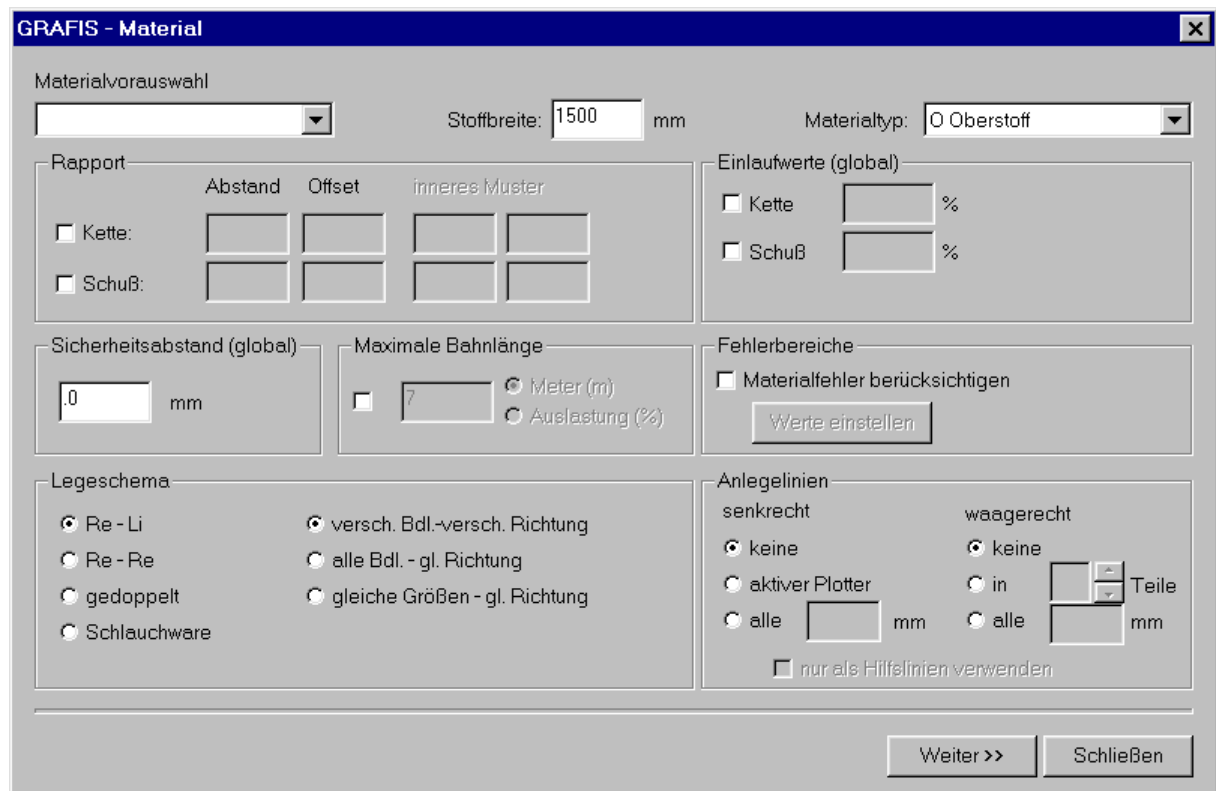 GRAFIS - Material
Materialvorauswahl
Stoffbreite: 1500 mm
Materialtyp: O Oberstoff
Rapport
Abstand Offset inneres Muster
Kette:
Schuß:
Einlaufwerte (global)
Kette %
Schuß %
Sicherheitsabstand (global)
.0 mm
Maximale Bahnlänge
7 Meter (m)
Auslastung (%)
Fehlerbereiche
Materialfehler berücksichtigen
Werte einstellen
Legeschema
Re - Li versch. Bdl.-versch. Richtung
Re - Re alle Bdl. - gl. Richtung
gedoppelt gleiche Größen - gl. Richtung
Schlauchware
Anlegelinien
senkrecht waagerecht
keine keine
aktiver Plotter in Teile
alle mm alle mm
nur als Hilfslinien verwenden
Weiter >> Schließen